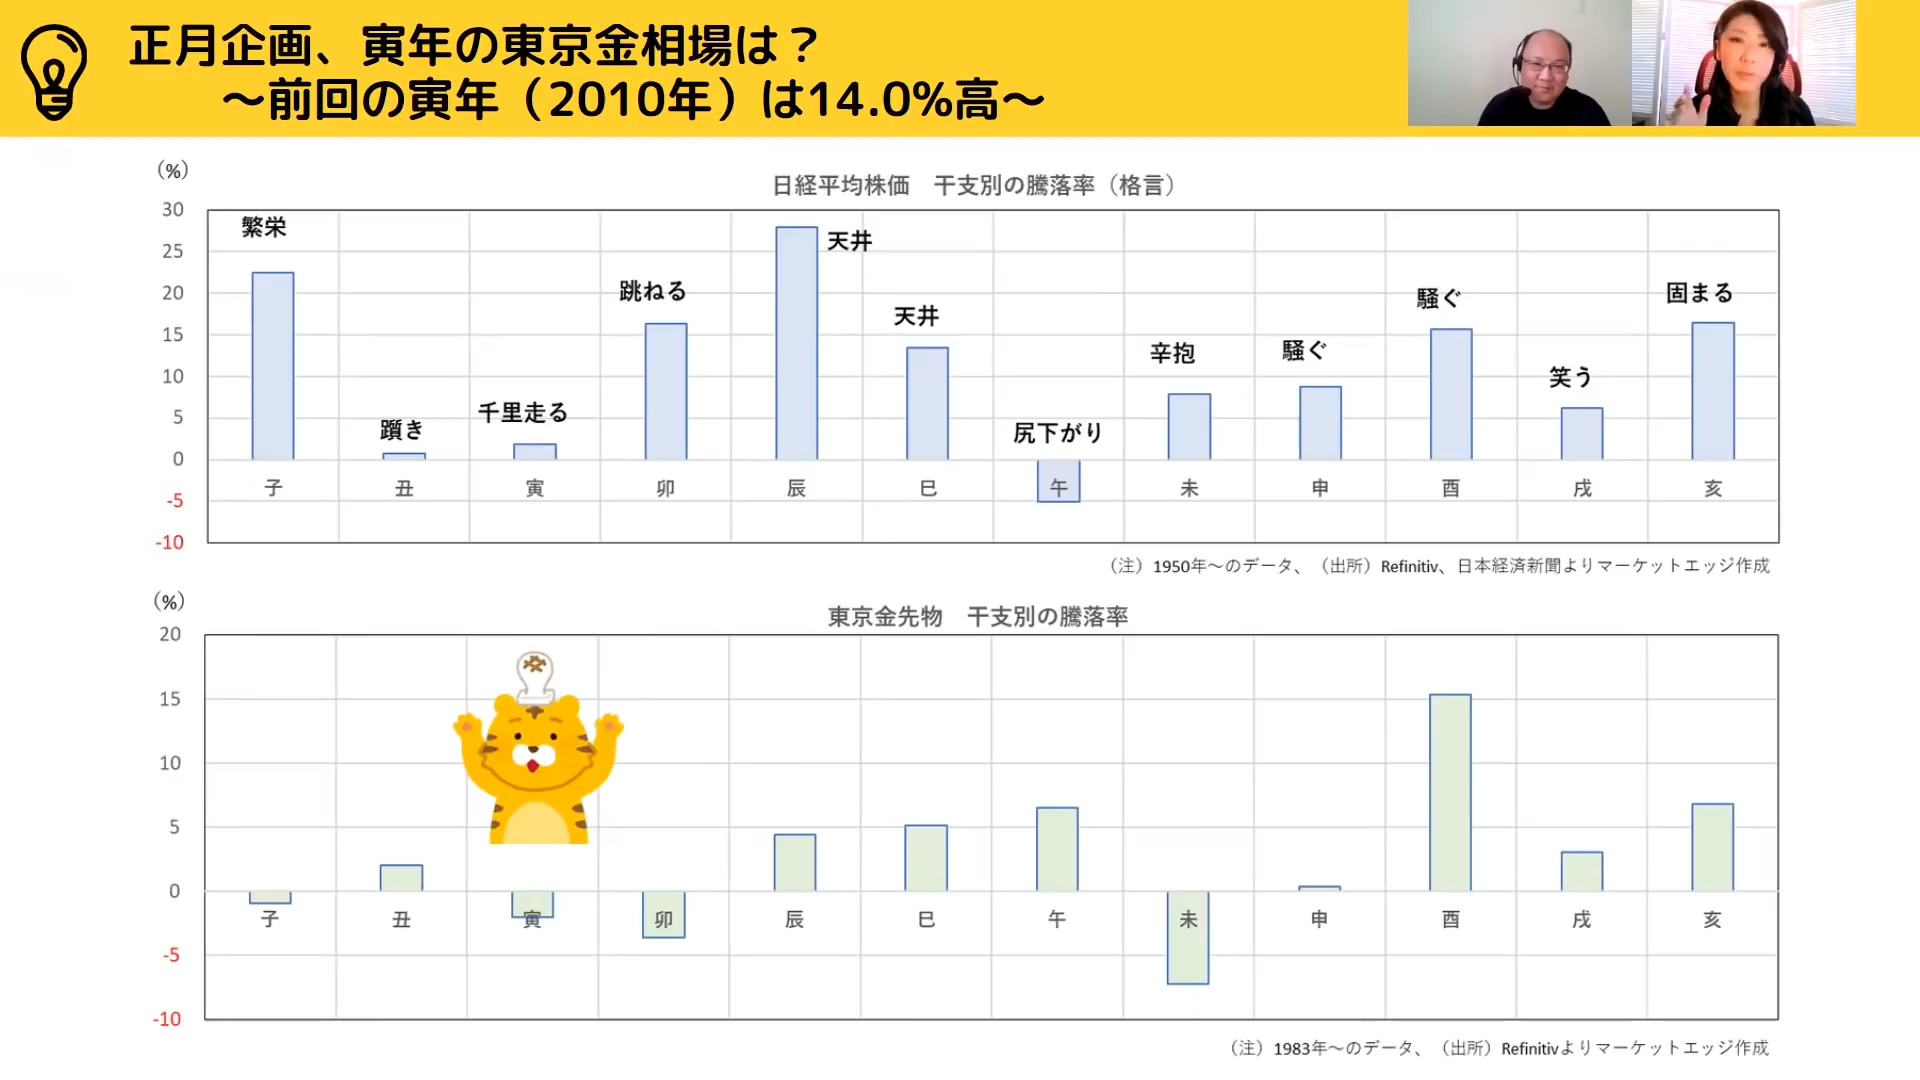 正月企画、寅年の東京金相場は？
～前回の寅年（2010年）は14.0%高～
（%）
日経平均株価　干支別の騰落率（格言）
30
25
20
15
10
5
0
-5
-10
繁栄
躓き
千里走る
跳ねる
天井
天井
尻下がり
辛抱
騒ぐ
騒ぐ
笑う
固まる
子 丑 寅 卯 辰 巳 午 未 申 酉 戌 亥
（注）1950年～のデータ、（出所）Refinitiv、日本経済新聞よりマーケットエッジ作成
（%）
東京金先物　干支別の騰落率
20
15
10
5
0
-5
-10
子 丑 寅 卯 辰 巳 午 未 申 酉 戌 亥
（注）1983年～のデータ、（出所）Refinitivよりマーケットエッジ作成